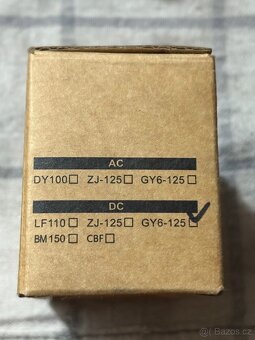 AC
DY100☐ ZJ-125☐ GY6-125☐
DC
LF110☐ ZJ-125☐ GY6-125☑
BM150☐ CBF☐
Bazos.cz